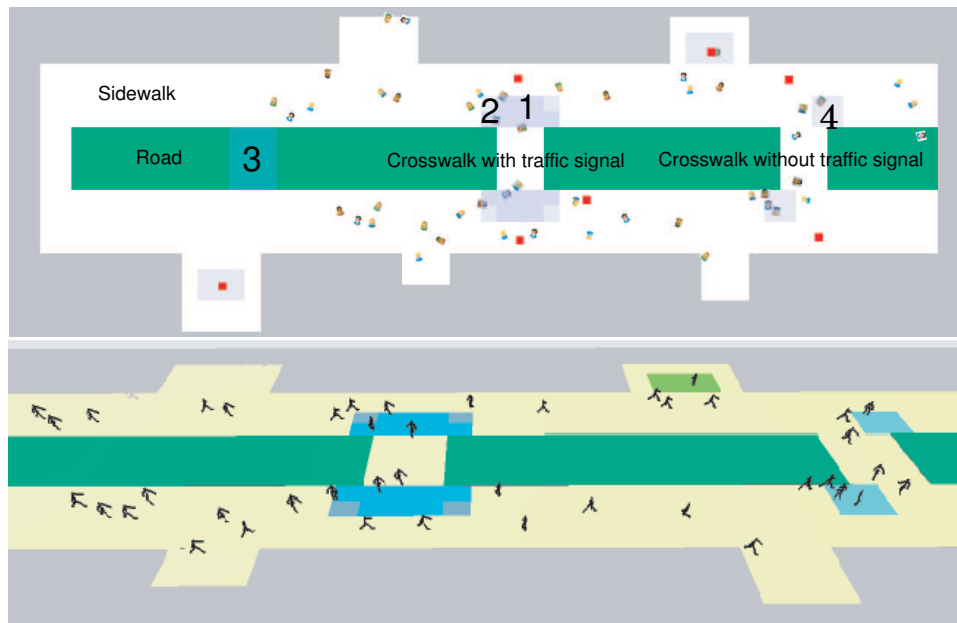 Sidewalk
2 1
4
Road
3
Crosswalk with traffic signal
Crosswalk without traffic signal